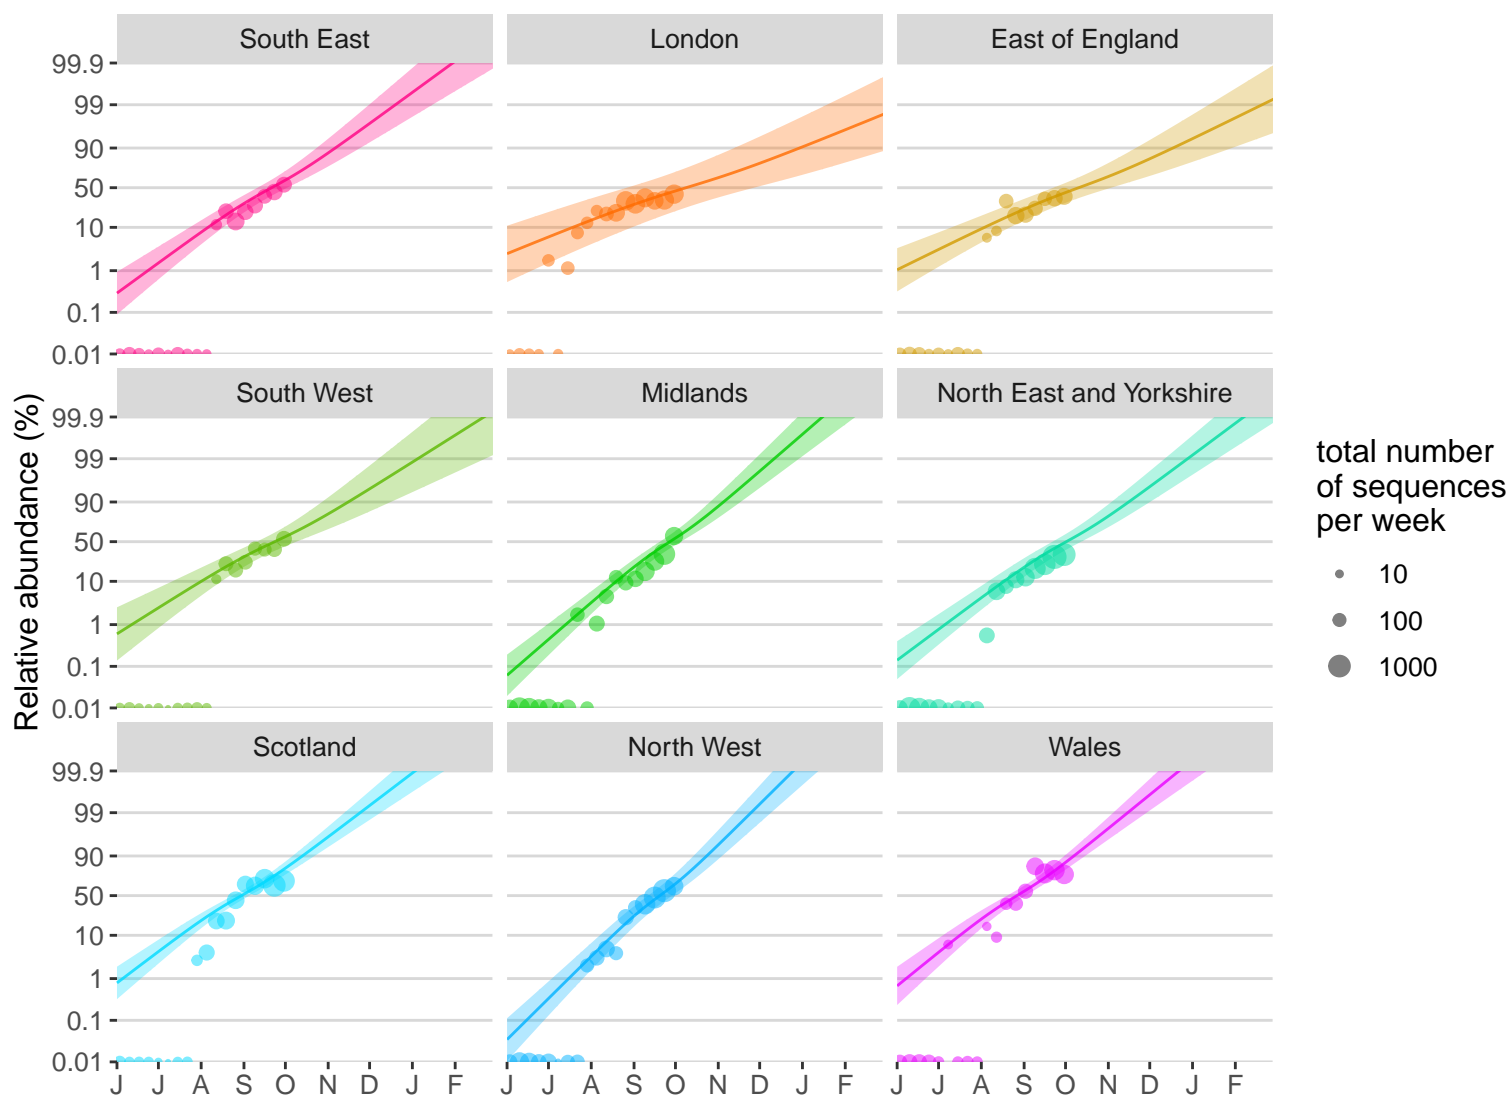 South East
London
East of England
99.9
99
90
50
10
1
0.1
0.01
South West
Midlands
North East and Yorkshire
99.9
99
90
50
10
1
0.1
0.01
Relative abundance (%)
total number
of sequences
per week
10
100
1000
Scotland
North West
Wales
99.9
99
90
50
10
1
0.1
0.01
J J A S O N D J F
J J A S O N D J F
J J A S O N D J F